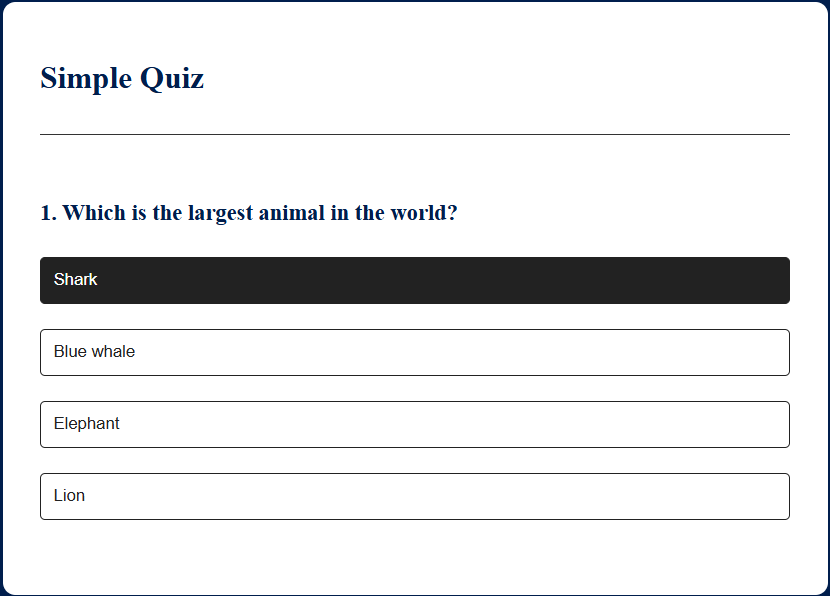 Simple Quiz
1. Which is the largest animal in the world?
Shark
Blue whale
Elephant
Lion